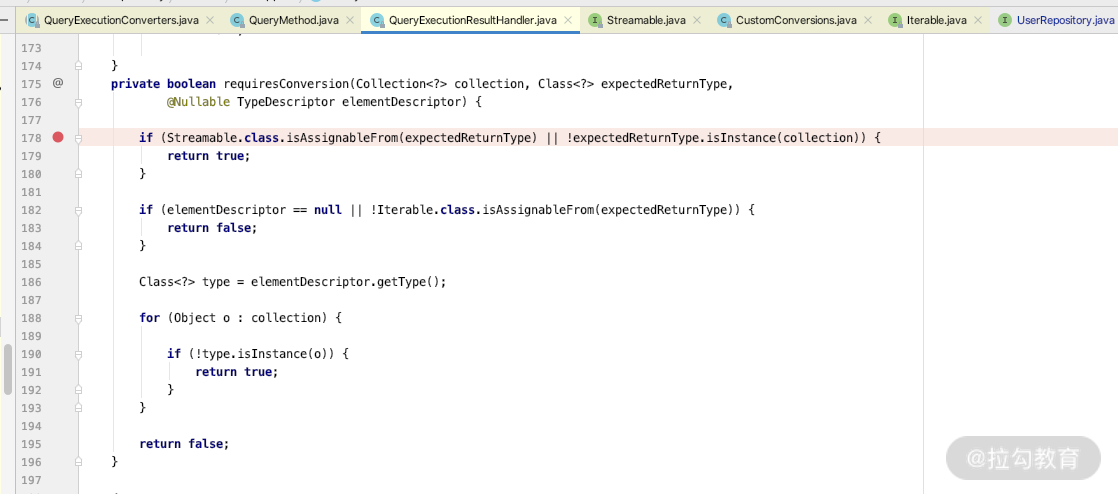 QueryExecutionConverters.java QueryMethod.java QueryExecutionResultHandler.java Streamable.java CustomConversions.java Iterable.java UserRepository.java
173
174 }
175 @ private boolean requiresConversion(Collection<?> collection, Class<?> expectedReturnType,
176 @Nullable TypeDescriptor elementDescriptor) {
177
178 if (Streamable.class.isAssignableFrom(expectedReturnType) || !expectedReturnType.isInstance(collection)) {
179 return true;
180 }
181
182 if (elementDescriptor == null || !Iterable.class.isAssignableFrom(expectedReturnType)) {
183 return false;
184 }
185
186 Class<?> type = elementDescriptor.getType();
187
188 for (Object o : collection) {
189
190 if (!type.isInstance(o)) {
191 return true;
192 }
193 }
194
195 return false;
196 }
197
@拉勾教育